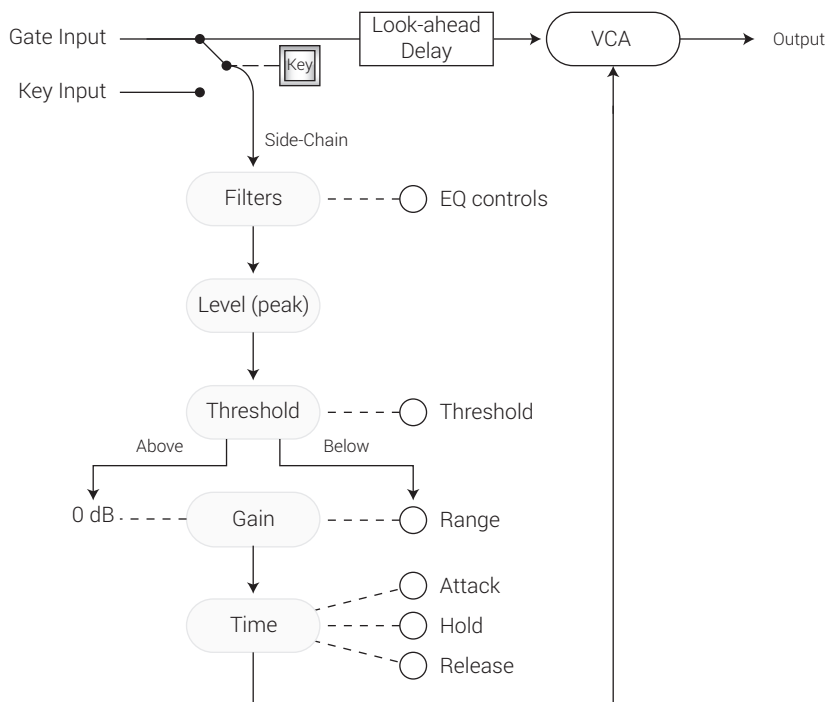 Gate Input
Look-ahead
Delay
VCA
Output
Key
Key Input
Side-Chain
Filters
EQ controls
Level (peak)
Threshold
Threshold
Above
Below
0 dB
Gain
Range
Attack
Time
Hold
Release